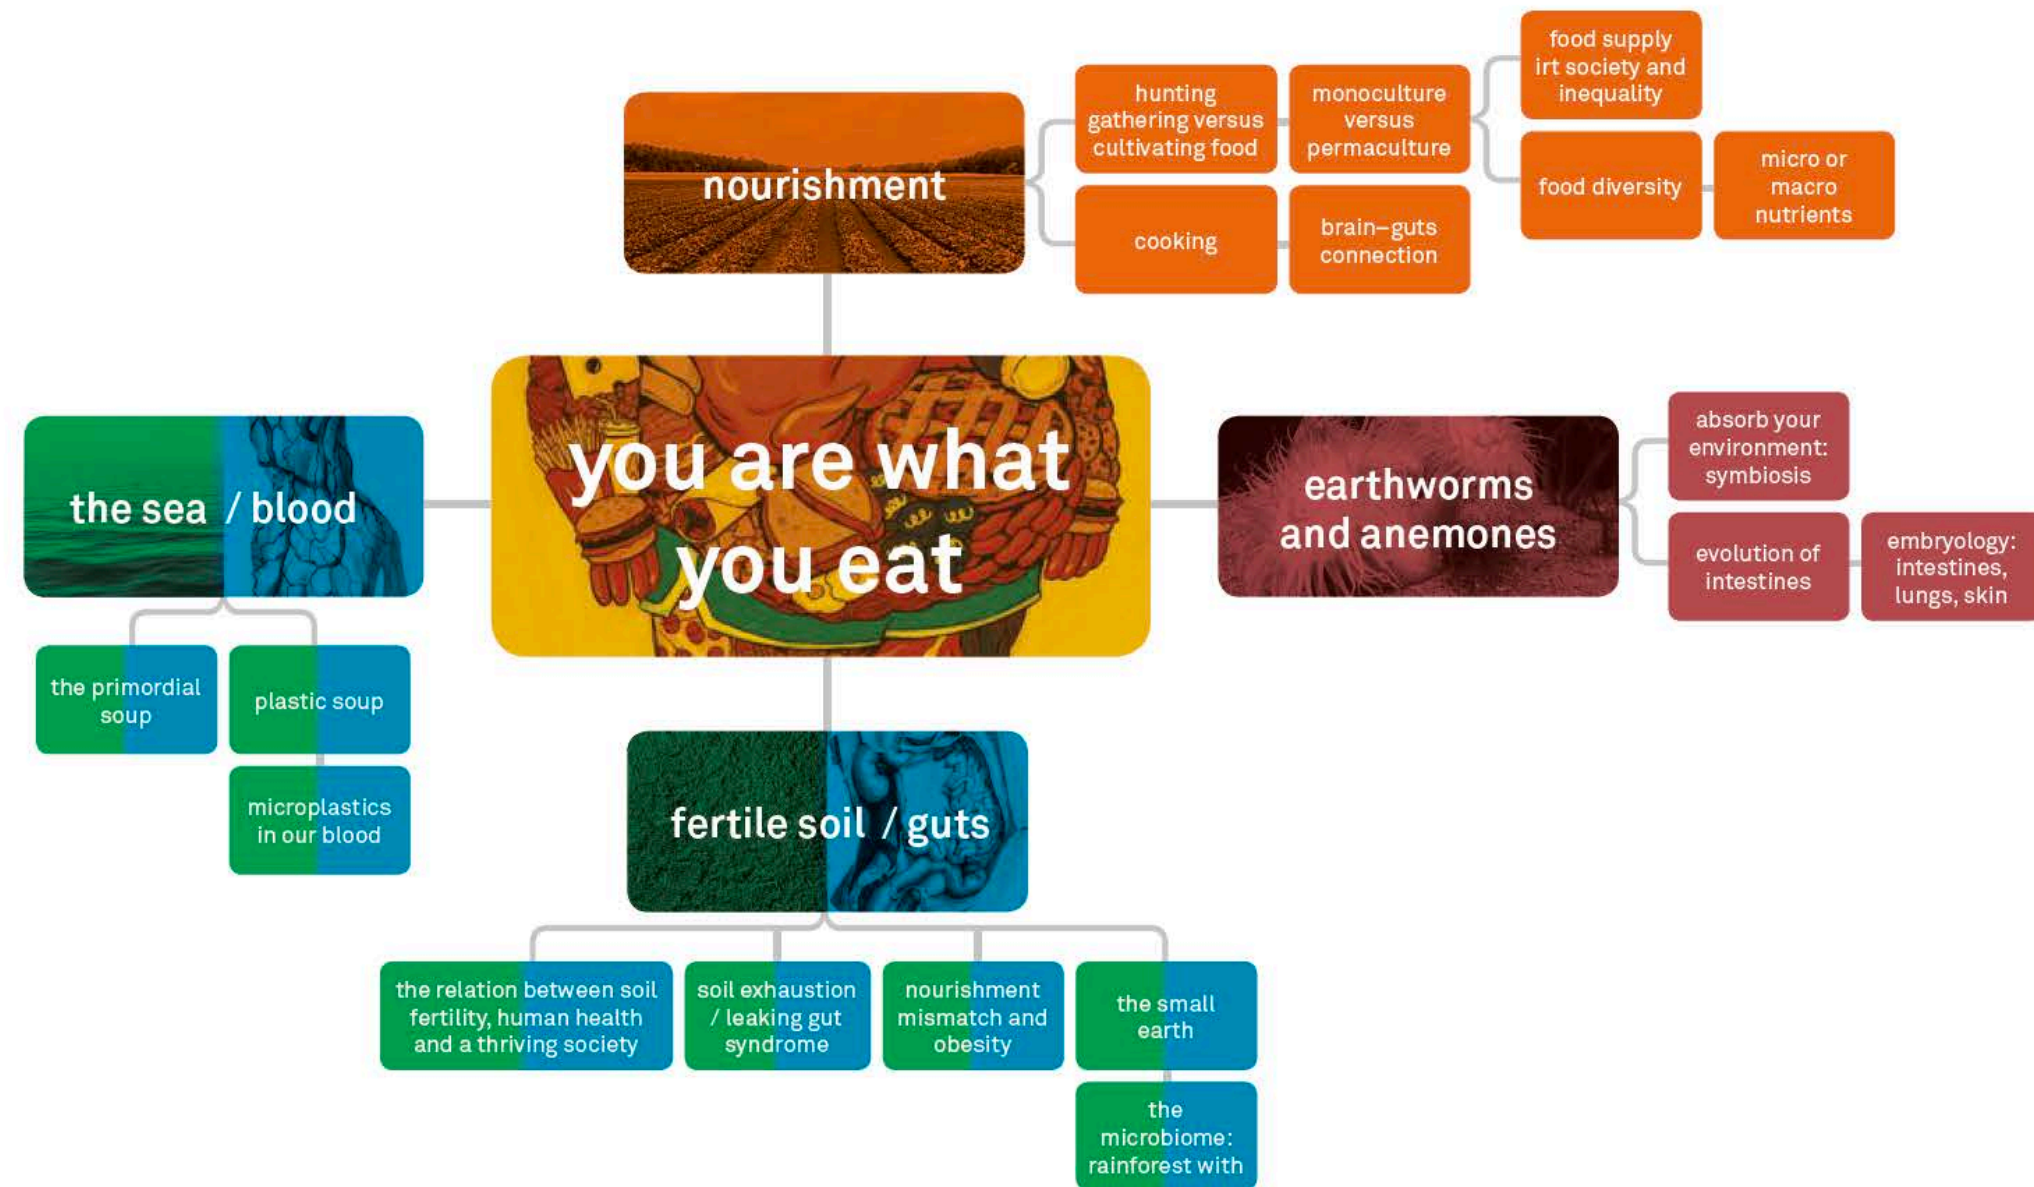 nourishment
hunting
gathering versus
cultivating food
monoculture
versus
permaculture
food supply
irt society and
inequality
food diversity
micro or
macro
nutrients
cooking
brain–guts
connection
you are what
you eat
the sea / blood
the primordial
soup
plastic soup
microplastics
in our blood
earthworms
and anemones
absorb your
environment:
symbiosis
evolution of
intestines
embryology:
intestines,
lungs, skin
fertile soil / guts
the relation between soil
fertility, human health
and a thriving society
soil exhaustion
/ leaking gut
syndrome
nourishment
mismatch and
obesity
the small
earth
the
microbiome:
rainforest with